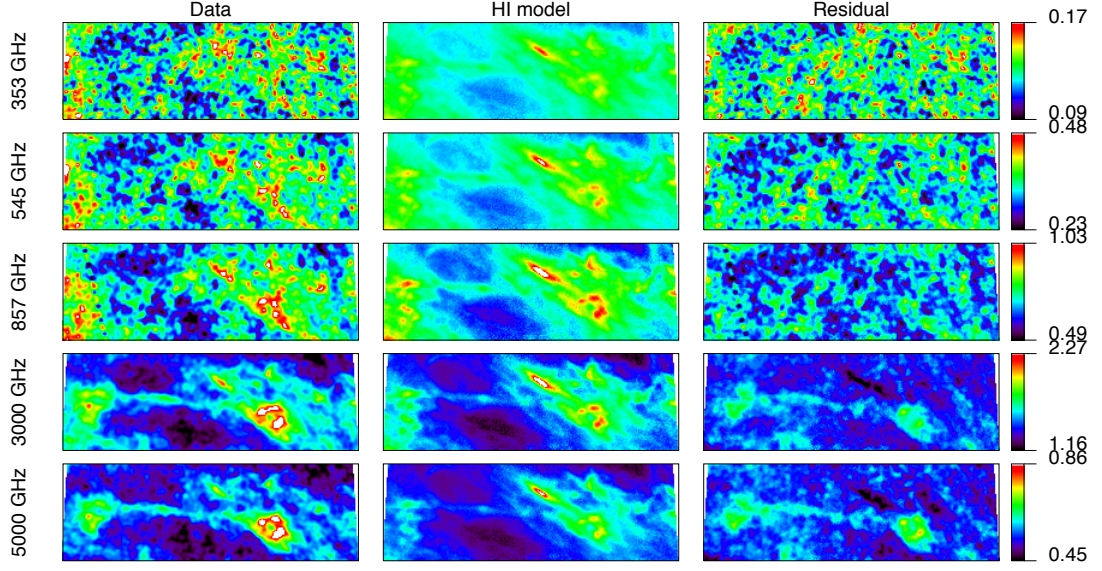 Data HI model Residual
353 GHz
0.17
0.09
545 GHz
0.48
0.23
857 GHz
1.03
0.49
3000 GHz
2.27
1.16
5000 GHz
0.86
0.45